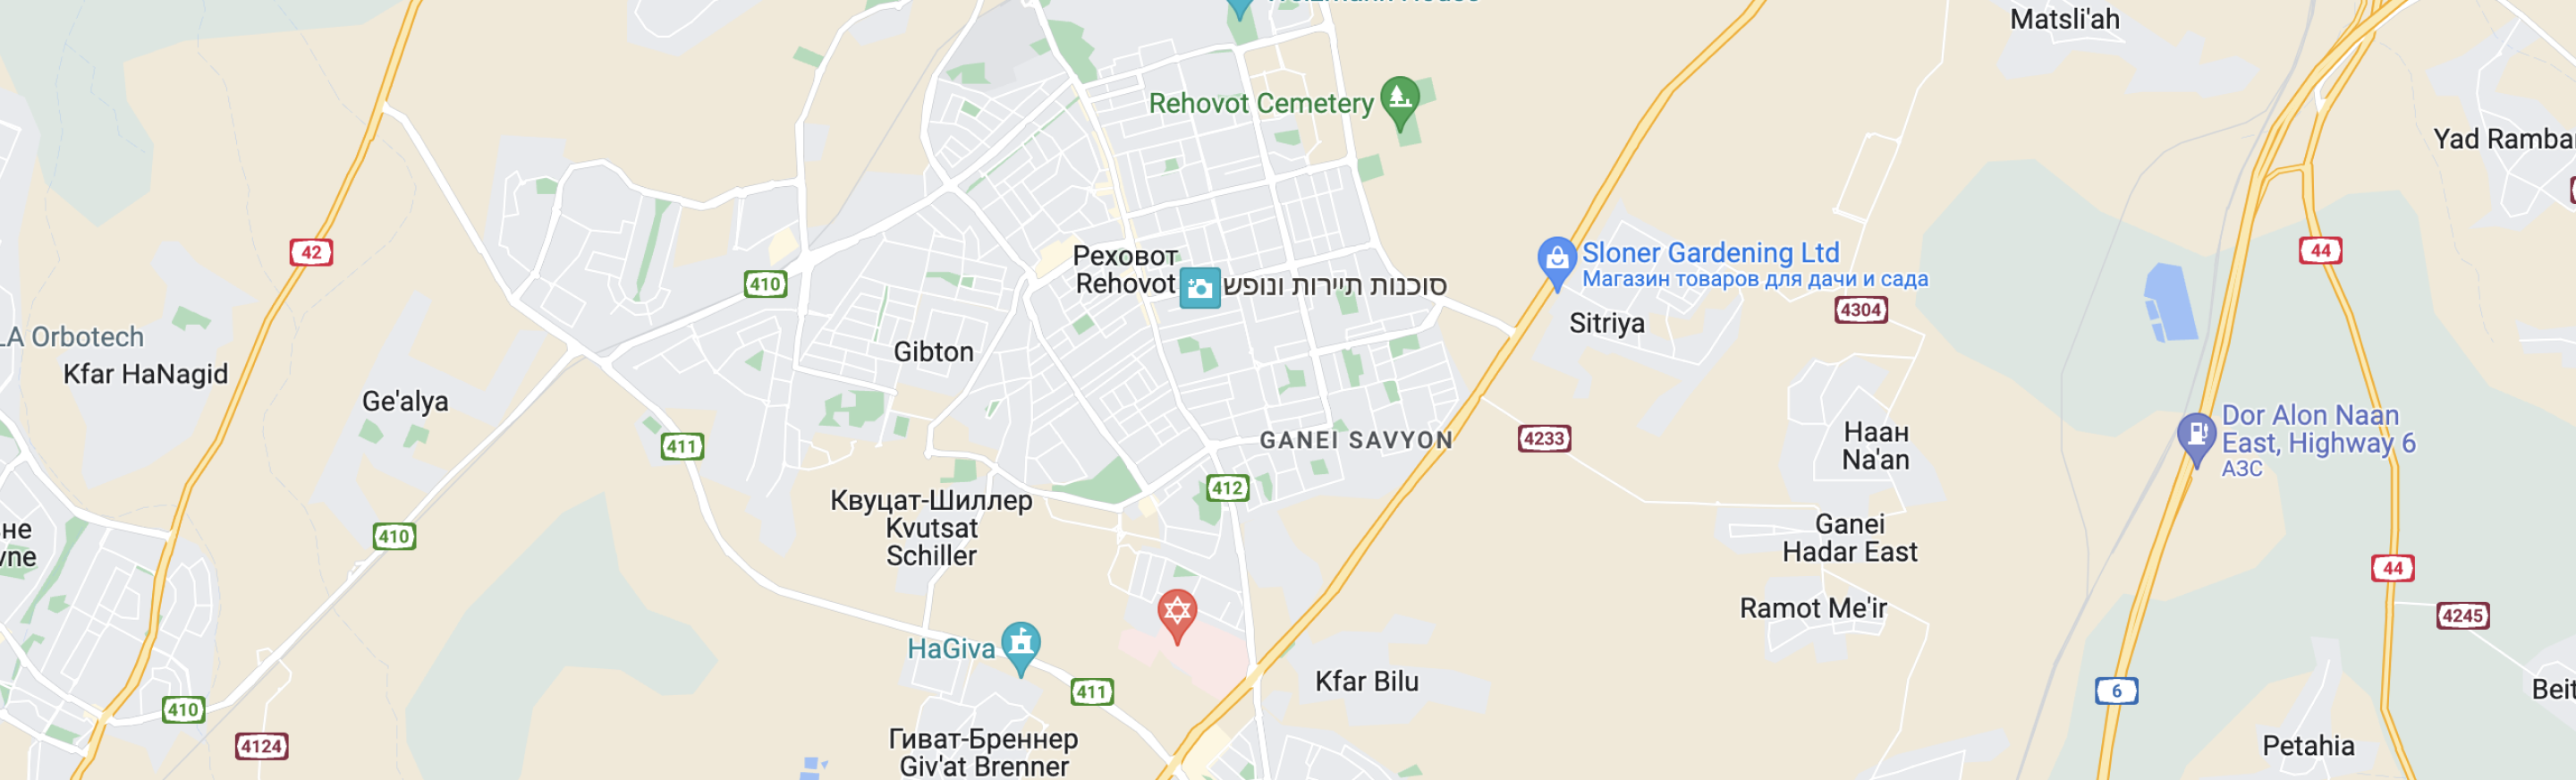 Matsli'ah
Rehovot Cemetery
Yad Ramba
42
44
Реховот
Rehovot
סוכנות תיירות ונופש
Sloner Gardening Ltd
Магазин товаров для дачи и сада
410
4304
Sitriya
LA Orbotech
Kfar HaNagid
Gibton
Ge'alya
Dor Alon Naan
East, Highway 6
АЗС
411
GANEI SAVYON
4233
Наан
Na'an
412
Квуцат-Шиллер
Kvutsat
Schiller
не
vne
410
Ganei
Hadar East
44
Ramot Me'ir
4245
HaGiva
Kfar Bilu
411
6
Beit
410
4124
Гиват-Бреннер
Giv'at Brenner
Petahia